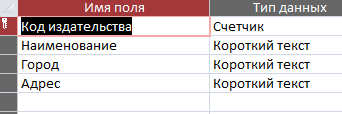 Имя поля Тип данных
Код издательства Счетчик
Наименование Короткий текст
Город Короткий текст
Адрес Короткий текст